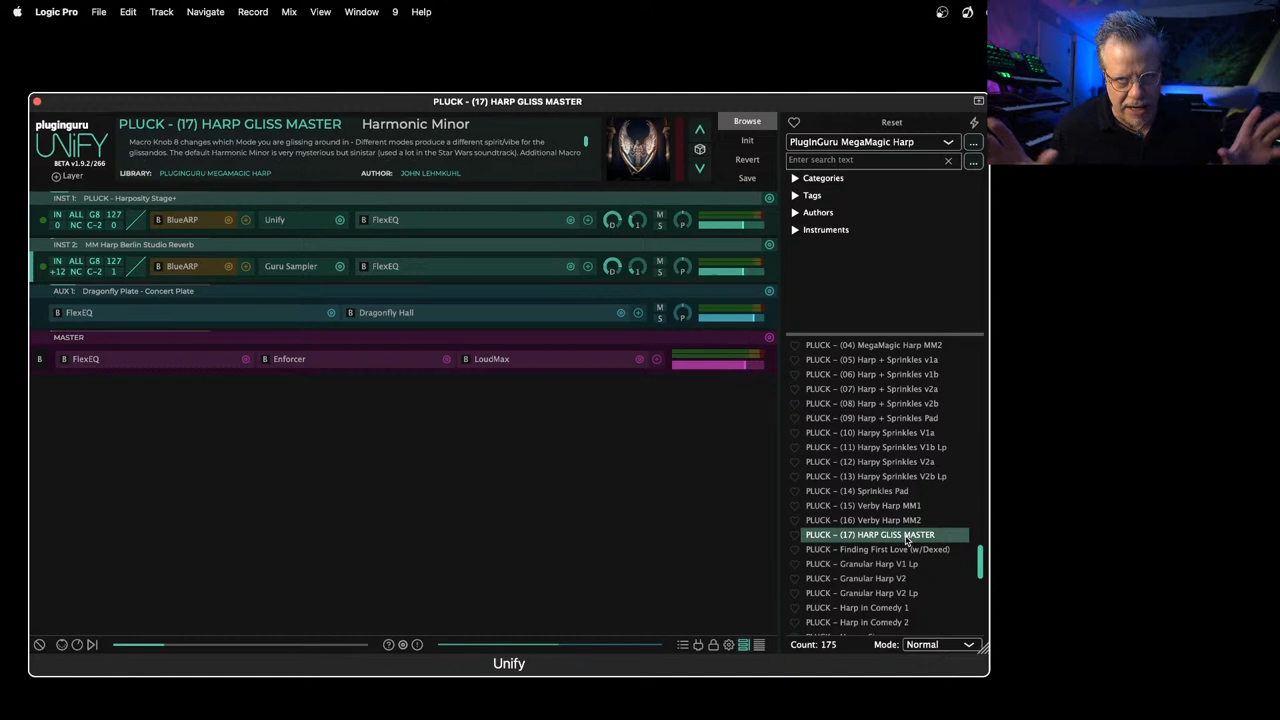 Logic Pro File Edit Track Navigate Record Mix View Window 9 Help
PLUCK - (17) HARP GLISS MASTER
pluginguru
UNIFY
BETA v1.9.2/266
Layer
PLUCK - (17) HARP GLISS MASTER Harmonic Minor
Macro Knob 8 changes which Mode you are glissing around in - Different modes produce a different spirit/vibe for the
glissandos. The default Harmonic Minor is very mysterious but sinister (used a lot in the Star Wars soundtrack). Additional Macro
LIBRARY: PLUGINGURU MEGAMAGIC HARP AUTHOR: JOHN LEHMKUHL
Browse
Init
Revert
Save
INST 1: PLUCK - Harposity Stage+
IN ALL G8 127
0 NC C-2 0
B BlueARP Unify B FlexEQ D 1 M S P
INST 2: MM Harp Berlin Studio Reverb
IN ALL G8 127
+12 NC C-2 1
B BlueARP Guru Sampler B FlexEQ D 1 M S P
AUX 1: Dragonfly Plate - Concert Plate
B FlexEQ B Dragonfly Hall M S P
MASTER
B B FlexEQ B Enforcer B LoudMax
Reset
PlugInGuru MegaMagic Harp ...
Enter search text ...
Categories
Tags
Authors
Instruments
PLUCK - (04) MegaMagic Harp MM2
PLUCK - (05) Harp + Sprinkles v1a
PLUCK - (06) Harp + Sprinkles v1b
PLUCK - (07) Harp + Sprinkles v2a
PLUCK - (08) Harp + Sprinkles v2b
PLUCK - (09) Harp + Sprinkles Pad
PLUCK - (10) Harpy Sprinkles V1a
PLUCK - (11) Harpy Sprinkles V1b Lp
PLUCK - (12) Harpy Sprinkles V2a
PLUCK - (13) Harpy Sprinkles V2b Lp
PLUCK - (14) Sprinkles Pad
PLUCK - (15) Verby Harp MM1
PLUCK - (16) Verby Harp MM2
PLUCK - (17) HARP GLISS MASTER
PLUCK - Finding First Love (w/Dexed)
PLUCK - Granular Harp V1 Lp
PLUCK - Granular Harp V2
PLUCK - Granular Harp V2 Lp
PLUCK - Harp in Comedy 1
PLUCK - Harp in Comedy 2
Count: 175 Mode: Normal
Unify